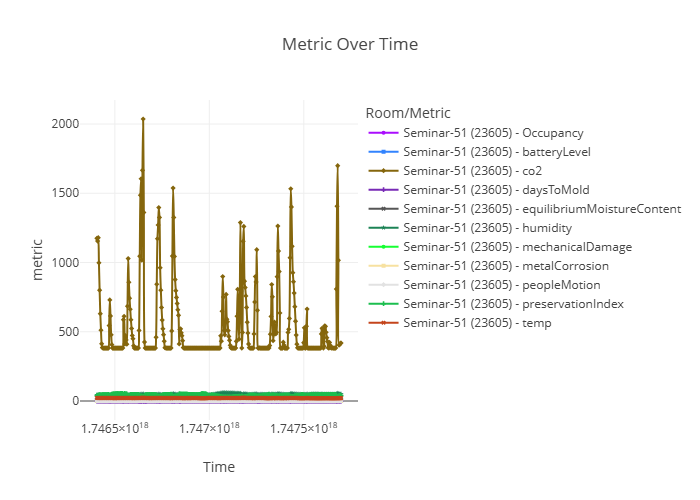 Metric Over Time
Room/Metric
Seminar-51 (23605) - Occupancy
Seminar-51 (23605) - batteryLevel
Seminar-51 (23605) - co2
Seminar-51 (23605) - daysToMold
Seminar-51 (23605) - equilibriumMoistureContent
Seminar-51 (23605) - humidity
Seminar-51 (23605) - mechanicalDamage
Seminar-51 (23605) - metalCorrosion
Seminar-51 (23605) - peopleMotion
Seminar-51 (23605) - preservationIndex
Seminar-51 (23605) - temp
metric
2000
1500
1000
500
0
1.7465×10¹⁸ 1.747×10¹⁸ 1.7475×10¹⁸
Time